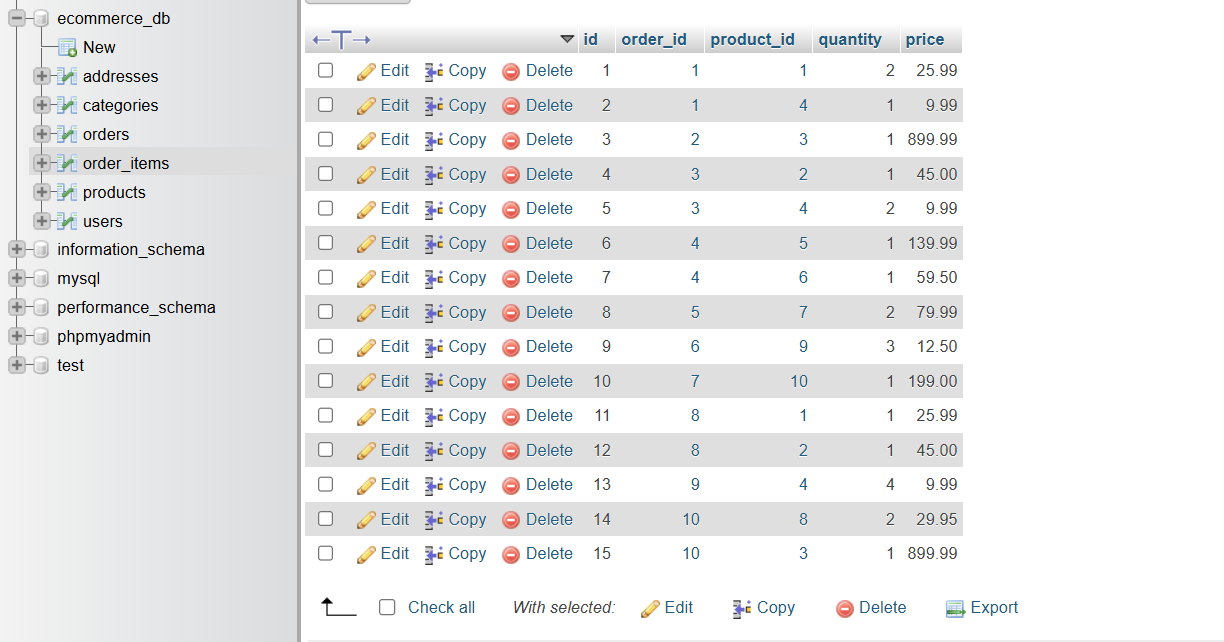 ecommerce_db
New
addresses
categories
orders
order_items
products
users
information_schema
mysql
performance_schema
phpmyadmin
test
id order_id product_id quantity price
Edit Copy Delete 1 1 1 2 25.99
Edit Copy Delete 2 1 4 1 9.99
Edit Copy Delete 3 2 3 1 899.99
Edit Copy Delete 4 3 2 1 45.00
Edit Copy Delete 5 3 4 2 9.99
Edit Copy Delete 6 4 5 1 139.99
Edit Copy Delete 7 4 6 1 59.50
Edit Copy Delete 8 5 7 2 79.99
Edit Copy Delete 9 6 9 3 12.50
Edit Copy Delete 10 7 10 1 199.00
Edit Copy Delete 11 8 1 1 25.99
Edit Copy Delete 12 8 2 1 45.00
Edit Copy Delete 13 9 4 4 9.99
Edit Copy Delete 14 10 8 2 29.95
Edit Copy Delete 15 10 3 1 899.99
Check all With selected: Edit Copy Delete Export